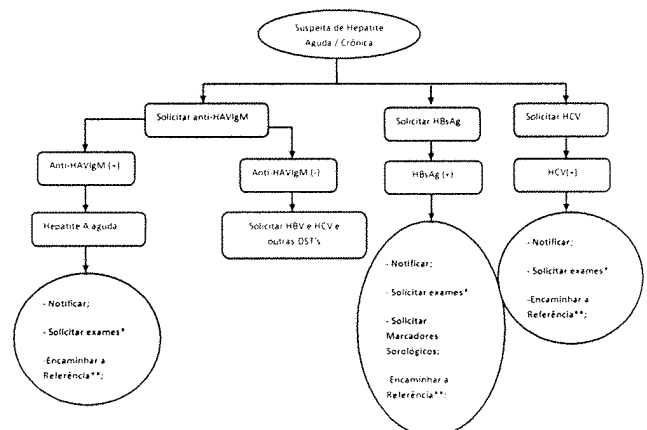 Suspeita de Hepatite
Aguda / Crônica
Solicitar anti-HAVIgM
Solicitar HBsAg
Solicitar HCV
Anti-HAVIgM (+)
Anti-HAVIgM (-)
HBsAg (+)
HCV(+)
Hepatite A aguda
Solicitar HBV e HCV e
outras DST's
- Notificar;
- Solicitar exames*
-Encaminhar a
Referência**;
- Notificar;
- Solicitar exames*
- Solicitar
Marcadores
Sorológicos;
-Encaminhar a
Referência**;
- Notificar;
- Solicitar exames*
-Encaminhar a
Referência**;